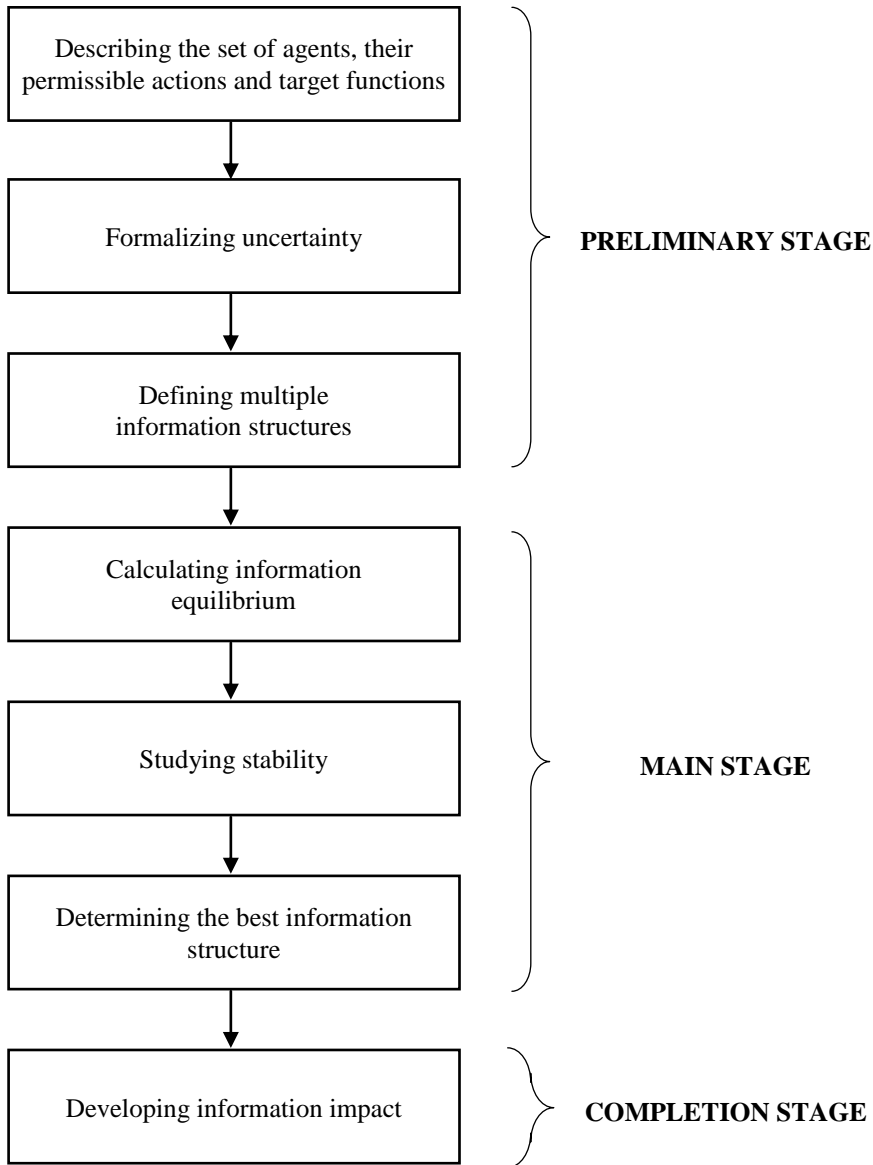 Describing the set of agents, their
permissible actions and target functions
Formalizing uncertainty
PRELIMINARY STAGE
Defining multiple
information structures
Calculating information
equilibrium
Studying stability
MAIN STAGE
Determining the best information
structure
Developing information impact
COMPLETION STAGE